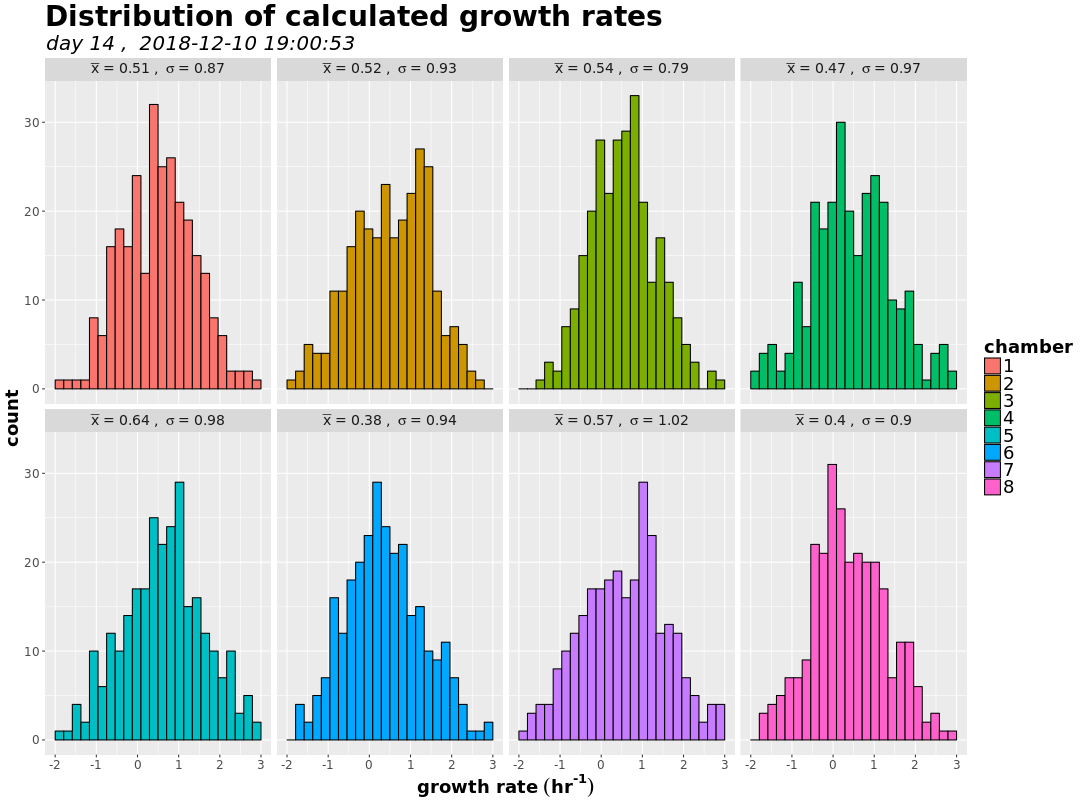 Distribution of calculated growth rates
day 14 ,  2018-12-10 19:00:53
x̅ = 0.51 ,  σ = 0.87
x̅ = 0.52 ,  σ = 0.93
x̅ = 0.54 ,  σ = 0.79
x̅ = 0.47 ,  σ = 0.97
30
20
10
0
x̅ = 0.64 ,  σ = 0.98
x̅ = 0.38 ,  σ = 0.94
x̅ = 0.57 ,  σ = 1.02
x̅ = 0.4 ,  σ = 0.9
30
20
10
0
-2 -1 0 1 2 3
-2 -1 0 1 2 3
-2 -1 0 1 2 3
-2 -1 0 1 2 3
count
growth rate (hr⁻¹)
chamber
1
2
3
4
5
6
7
8